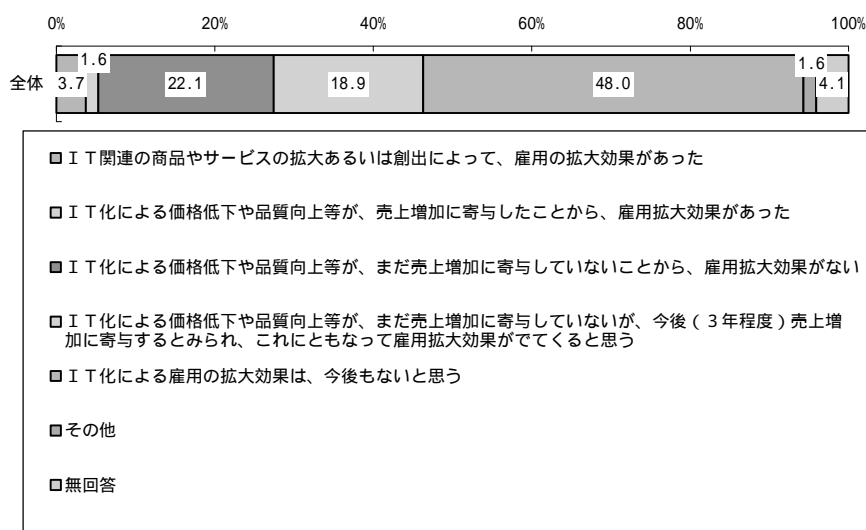 0% 20% 40% 60% 80% 100%
全体 3.7 1.6 22.1 18.9 48.0 1.6 4.1
ＩＴ関連の商品やサービスの拡大あるいは創出によって、雇用の拡大効果があった
ＩＴ化による価格低下や品質向上等が、売上増加に寄与したことから、雇用拡大効果があった
ＩＴ化による価格低下や品質向上等が、まだ売上増加に寄与していないことから、雇用拡大効果がない
ＩＴ化による価格低下や品質向上等が、まだ売上増加に寄与していないが、今後（３年程度）売上増
加に寄与するとみられ、これにともなって雇用拡大効果がでてくると思う
ＩＴ化による雇用の拡大効果は、今後もないと思う
その他
無回答